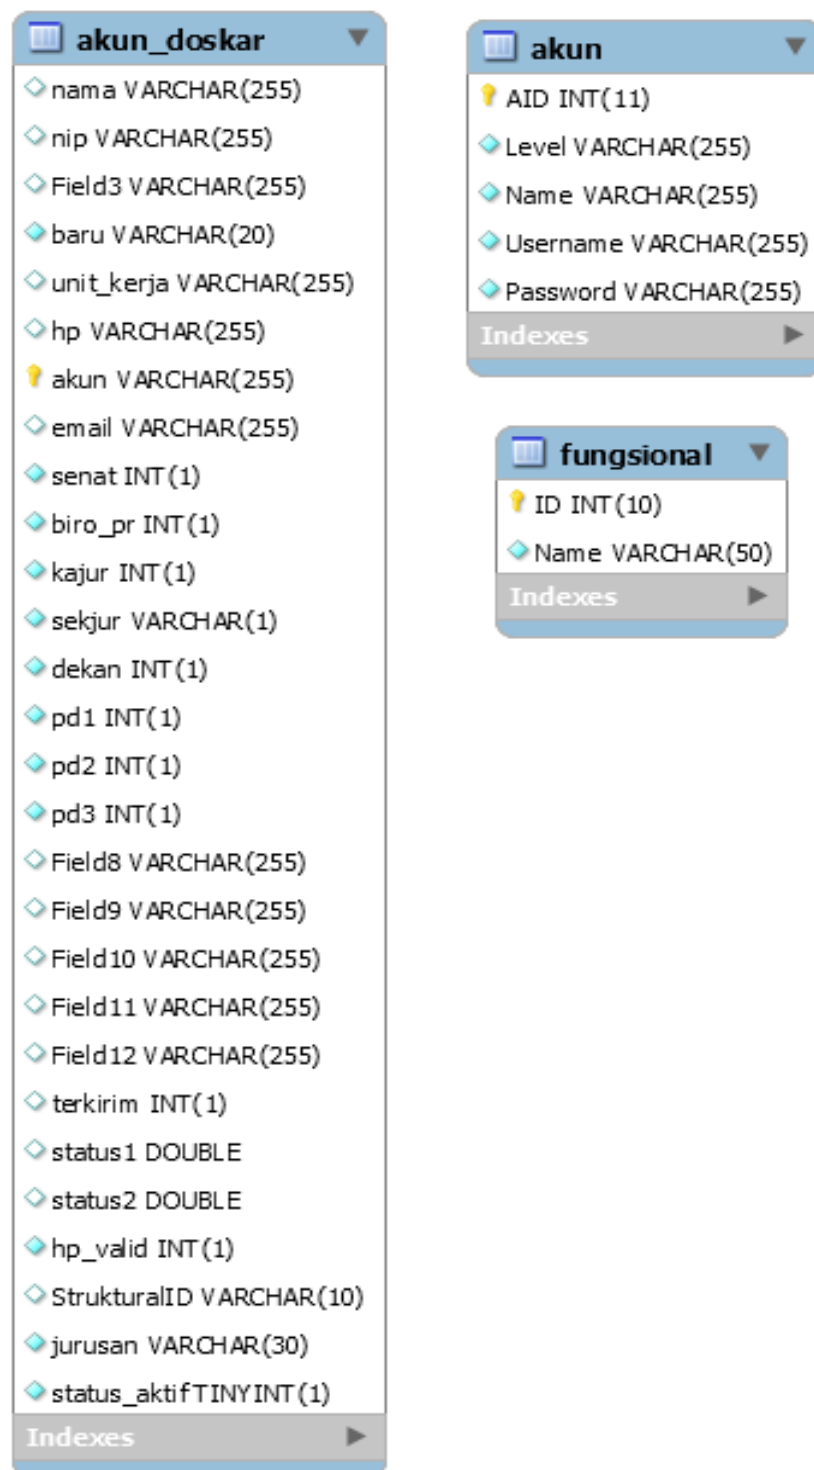 akun_doskar
nama VARCHAR(255)
nip VARCHAR(255)
Field3 VARCHAR(255)
baru VARCHAR(20)
unit_kerja VARCHAR(255)
hp VARCHAR(255)
akun VARCHAR(255)
email VARCHAR(255)
senat INT(1)
biro_pr INT(1)
kajur INT(1)
sekjur VARCHAR(1)
dekan INT(1)
pd1 INT(1)
pd2 INT(1)
pd3 INT(1)
Field8 VARCHAR(255)
Field9 VARCHAR(255)
Field10 VARCHAR(255)
Field11 VARCHAR(255)
Field12 VARCHAR(255)
terkirim INT(1)
status1 DOUBLE
status2 DOUBLE
hp_valid INT(1)
StrukturalID VARCHAR(10)
jurusan VARCHAR(30)
status_aktif TINYINT(1)
Indexes
akun
AID INT(11)
Level VARCHAR(255)
Name VARCHAR(255)
Username VARCHAR(255)
Password VARCHAR(255)
Indexes
fungsional
ID INT(10)
Name VARCHAR(50)
Indexes